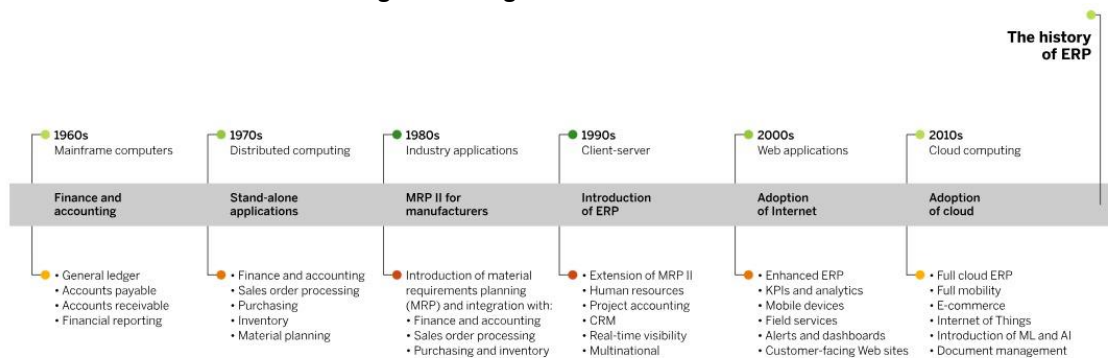 The history
of ERP
1960s
Mainframe computers
Finance and
accounting
• General ledger
• Accounts payable
• Accounts receivable
• Financial reporting
1970s
Distributed computing
Stand-alone
applications
• Finance and accounting
• Sales order processing
• Purchasing
• Inventory
• Material planning
1980s
Industry applications
MRP II for
manufacturers
Introduction of material
requirements planning
(MRP) and integration with:
• Finance and accounting
• Sales order processing
• Purchasing and inventory
1990s
Client-server
Introduction
of ERP
• Extension of MRP II
• Human resources
• Project accounting
• CRM
• Real-time visibility
• Multinational
2000s
Web applications
Adoption
of Internet
• Enhanced ERP
• KPIs and analytics
• Mobile devices
• Field services
• Alerts and dashboards
• Customer-facing Web sites
2010s
Cloud computing
Adoption
of cloud
• Full cloud ERP
• Full mobility
• E-commerce
• Internet of Things
• Introduction of ML and AI
• Document management